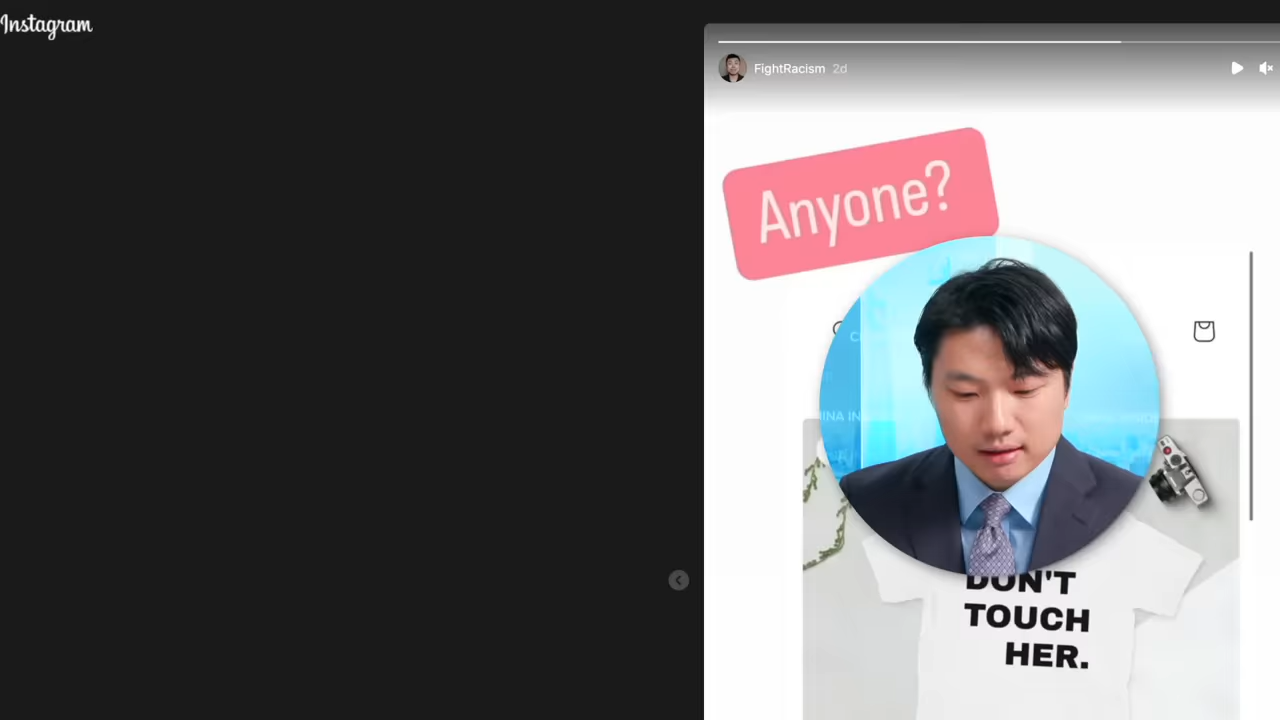 Instagram
FightRacism 2d
Anyone?
DON'T
TOUCH
HER.